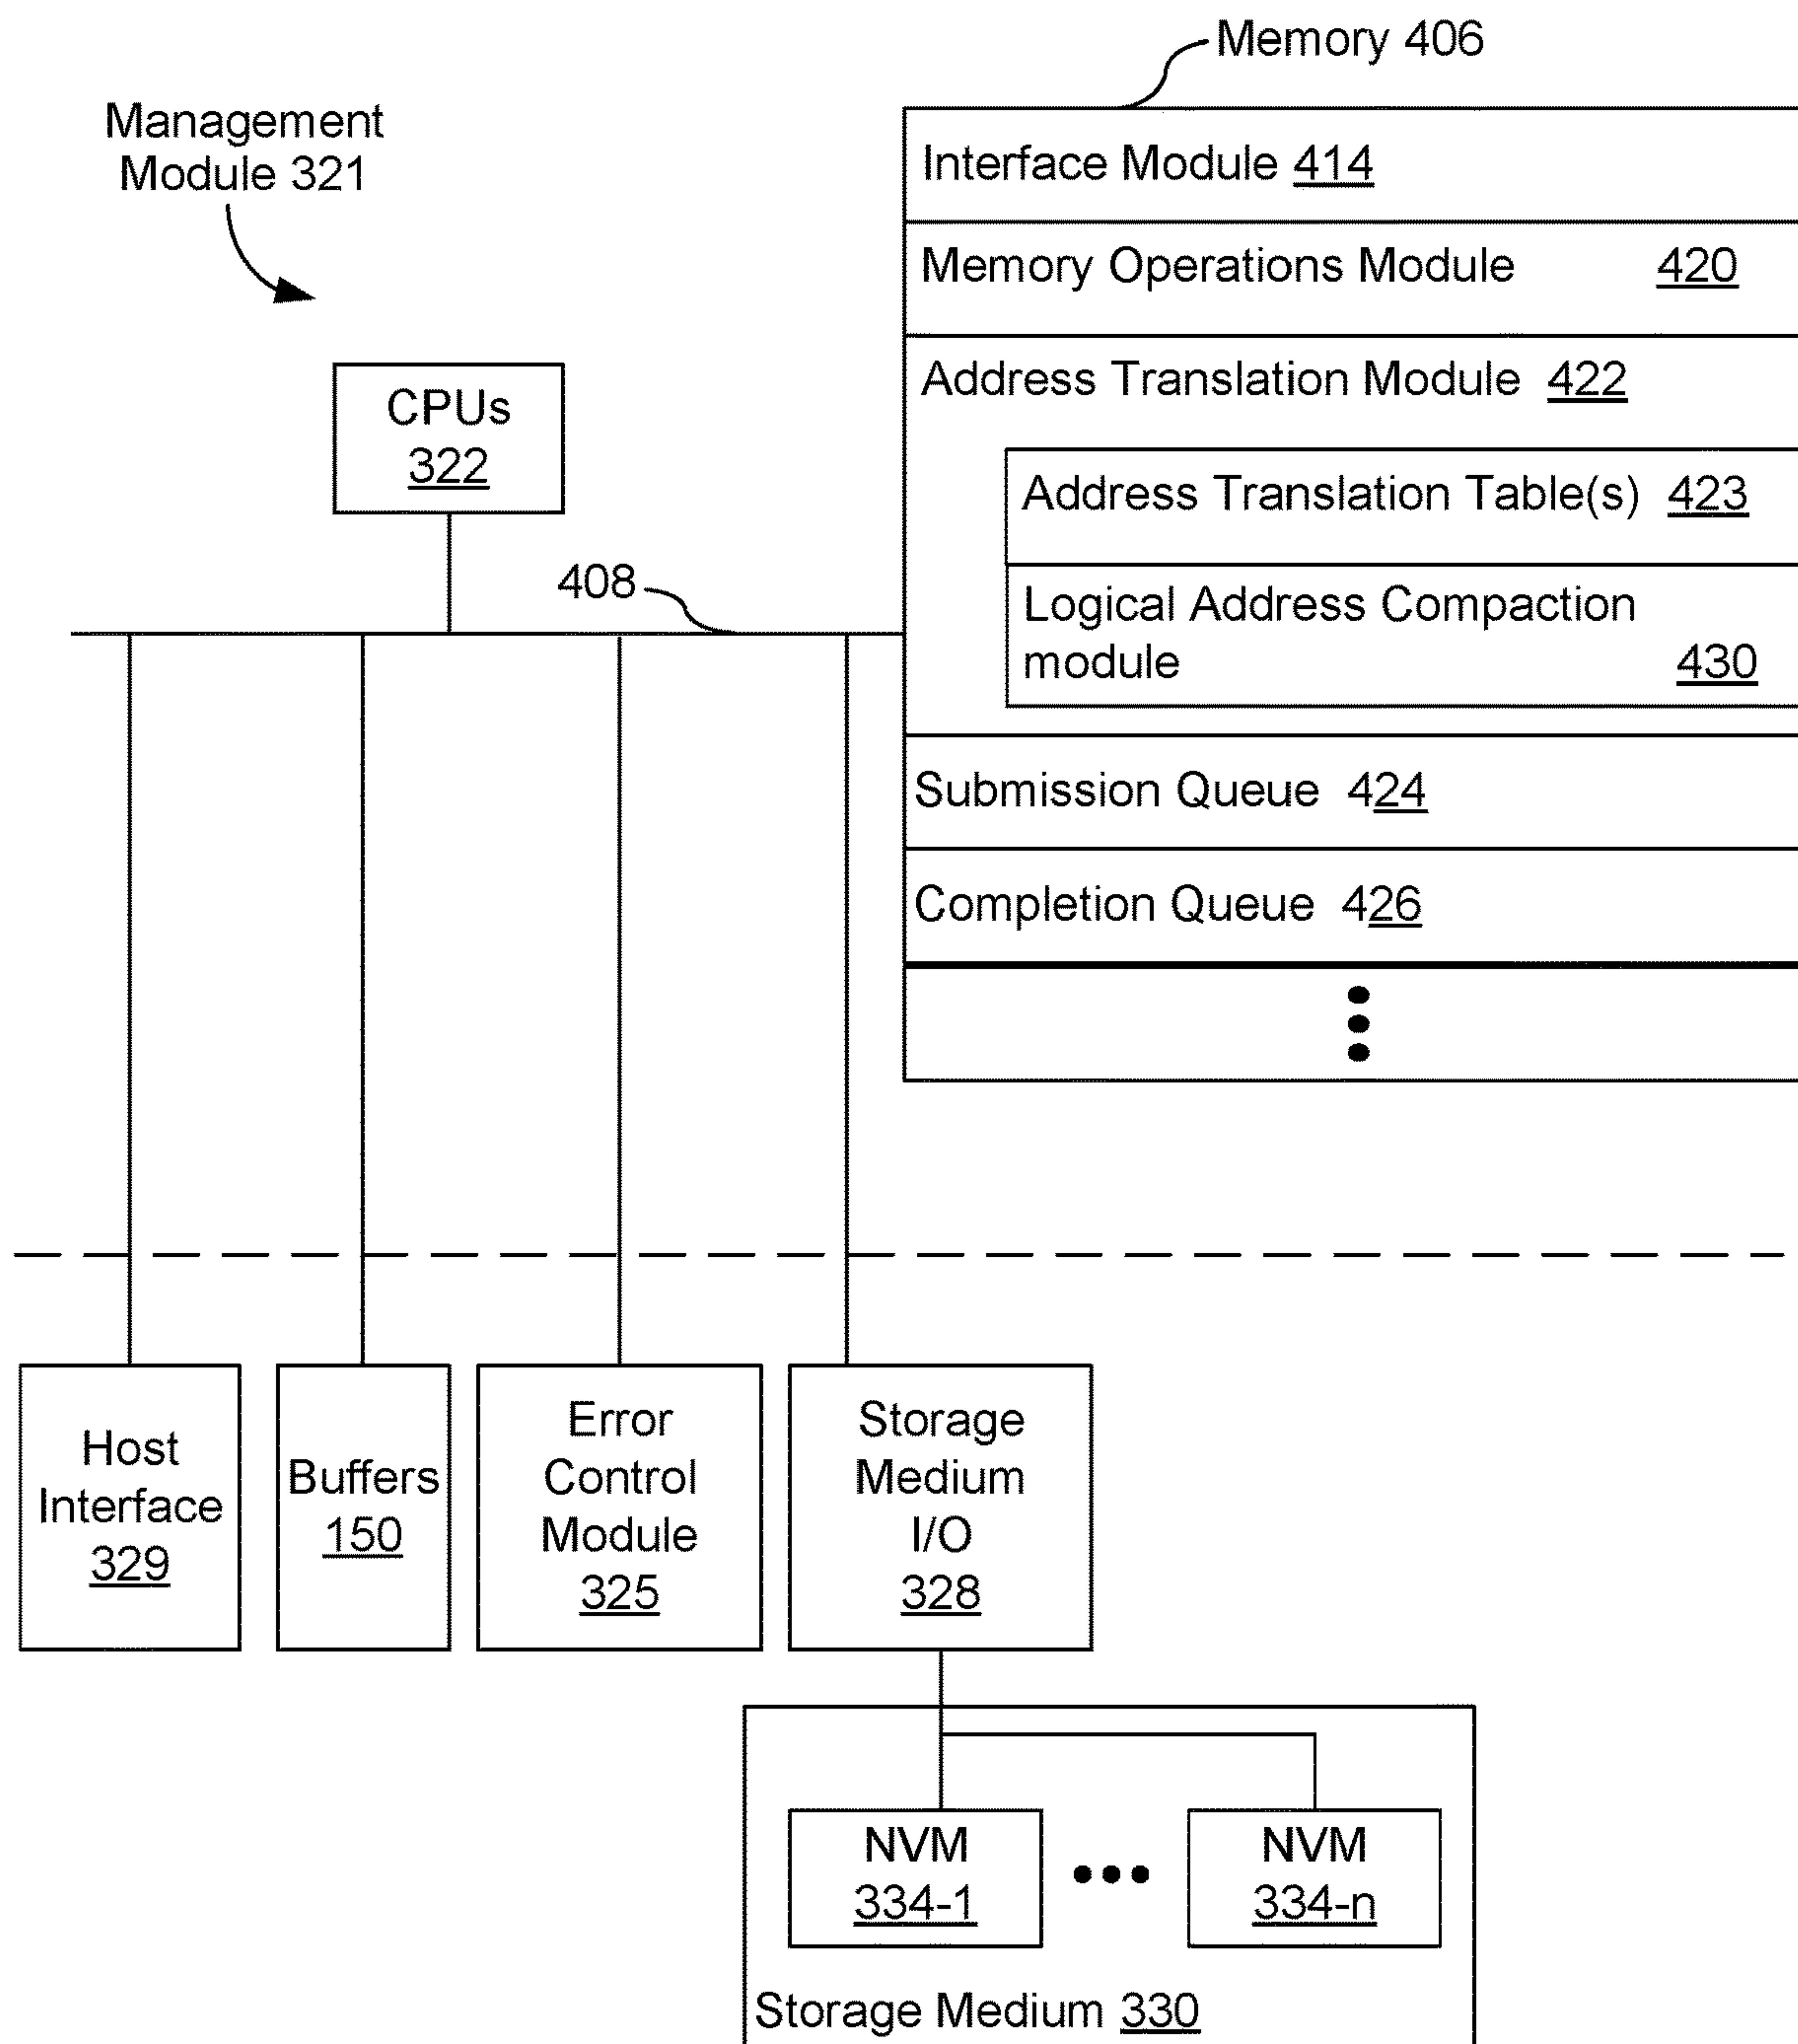 Memory 406
Management
Module 321
Interface Module 414
Memory Operations Module 420
Address Translation Module 422
Address Translation Table(s) 423
Logical Address Compaction
module 430
Submission Queue 424
Completion Queue 426
CPUs
322
408
Host
Interface
329
Buffers
150
Error
Control
Module
325
Storage
Medium
I/O
328
NVM
334-1
NVM
334-n
Storage Medium 330